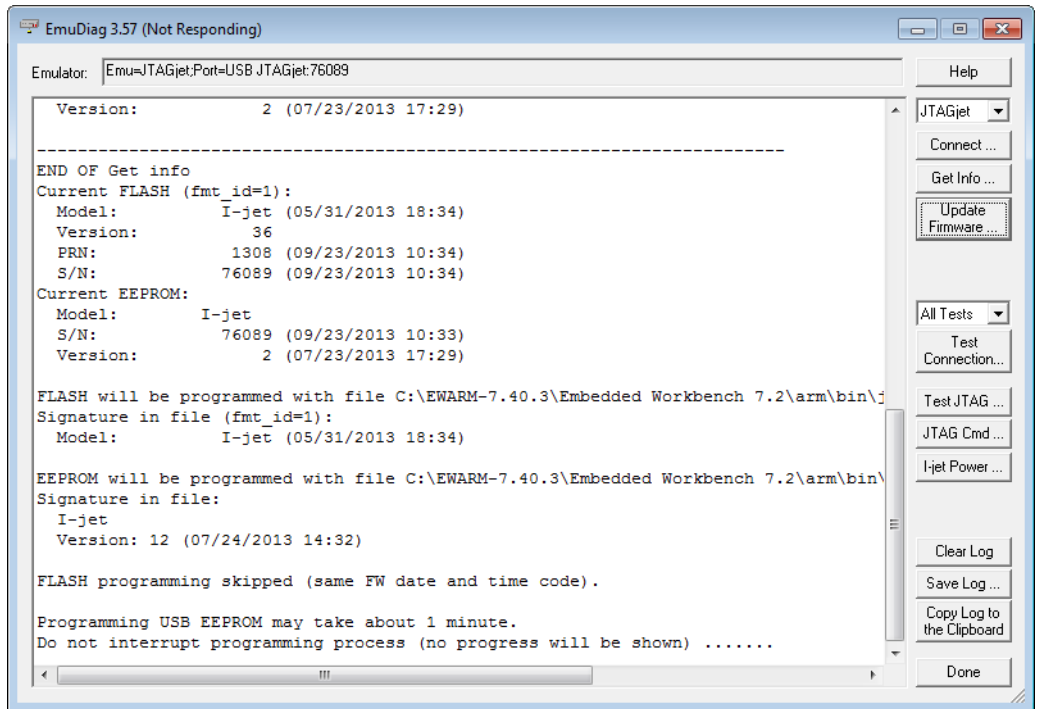 EmuDiag 3.57 (Not Responding)
Emulator: Emu=JTAGjet;Port=USB JTAGjet:76089
Help
JTAGjet
Connect ...
Get Info ...
Update
Firmware ...
All Tests
Test
Connection...
Test JTAG ...
JTAG Cmd ...
I-jet Power ...
Clear Log
Save Log ...
Copy Log to
the Clipboard
Done
Version: 2 (07/23/2013 17:29)
---------------------------------------------------------------------------
END OF Get info
Current FLASH (fmt_id=1):
Model: I-jet (05/31/2013 18:34)
Version: 36
PRN: 1308 (09/23/2013 10:34)
S/N: 76089 (09/23/2013 10:34)
Current EEPROM:
Model: I-jet
S/N: 76089 (09/23/2013 10:33)
Version: 2 (07/23/2013 17:29)
FLASH will be programmed with file C:\EWARM-7.40.3\Embedded Workbench 7.2\arm\bin\j
Signature in file (fmt_id=1):
Model: I-jet (05/31/2013 18:34)
EEPROM will be programmed with file C:\EWARM-7.40.3\Embedded Workbench 7.2\arm\bin\
Signature in file:
I-jet
Version: 12 (07/24/2013 14:32)
FLASH programming skipped (same FW date and time code).
Programming USB EEPROM may take about 1 minute.
Do not interrupt programming process (no progress will be shown) .......